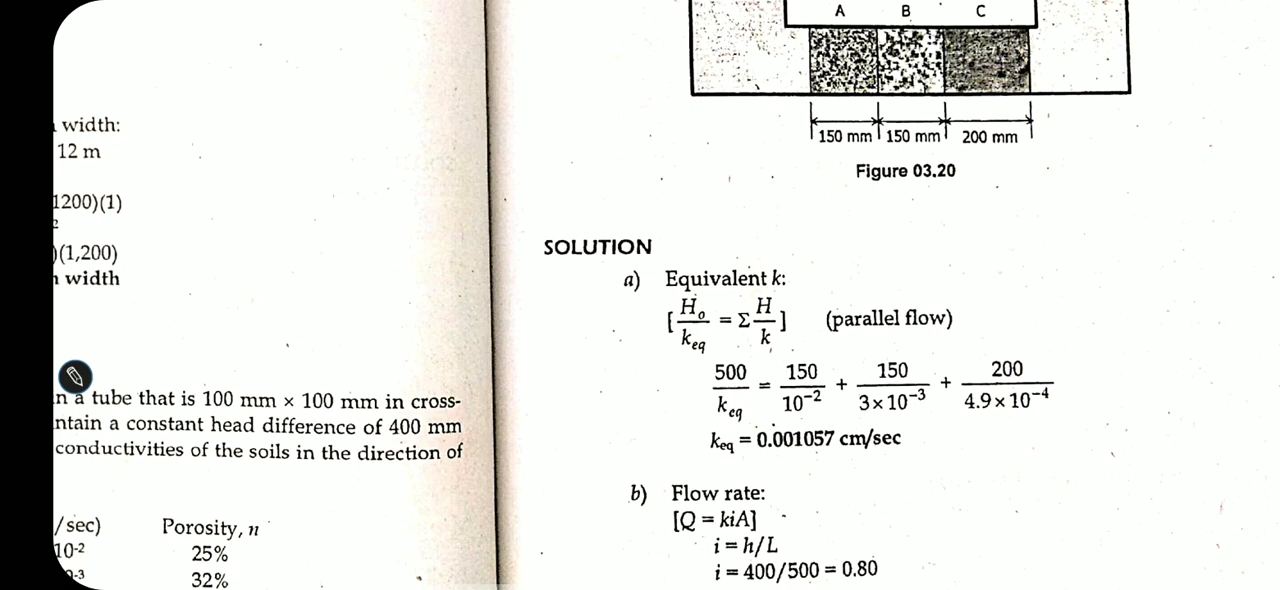 width:
12 m
1200)(1)
2
)(1,200)
width
a tube that is 100 mm × 100 mm in cross-
ntain a constant head difference of 400 mm
conductivities of the soils in the direction of
/sec) Porosity, n
10-2 25%
-3 32%
A B C
150 mm 150 mm 200 mm
Figure 03.20
SOLUTION
a) Equivalent k:
[H₀/k_eq = Σ H/k] (parallel flow)
500/k_eq = 150/10⁻² + 150/3×10⁻³ + 200/4.9×10⁻⁴
k_eq = 0.001057 cm/sec
b) Flow rate:
[Q = kiA]
i = h/L
i = 400/500 = 0.80